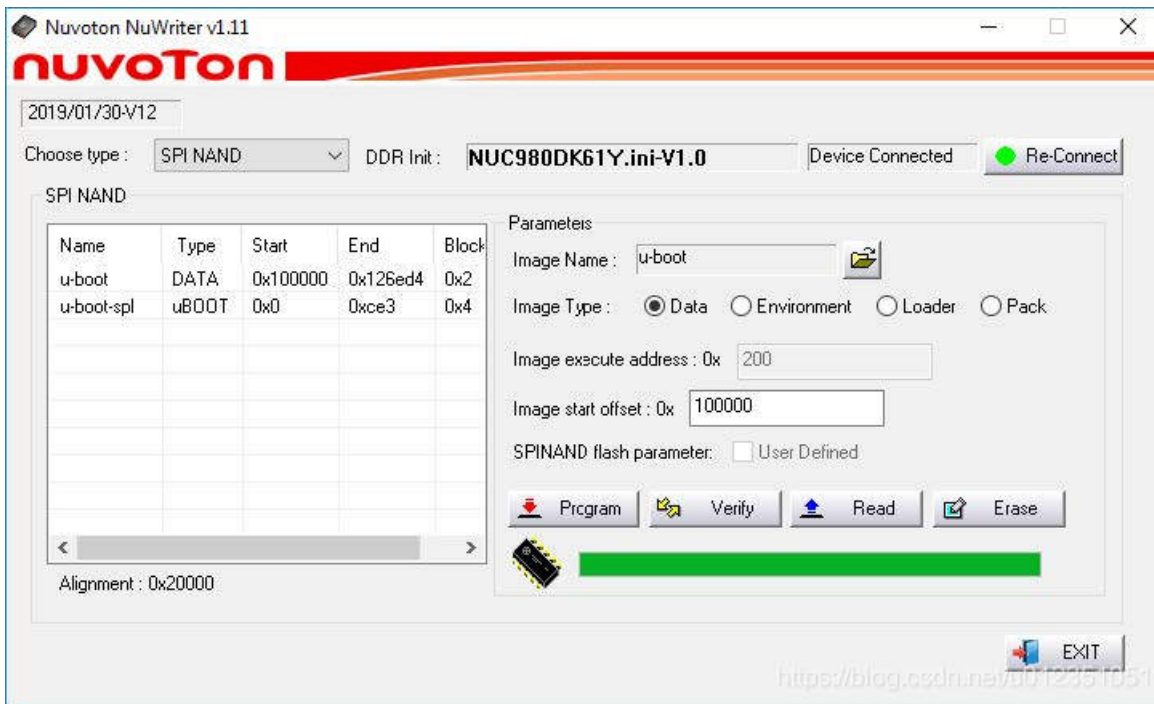 Nuvoton NuWriter v1.11
nuvoTon
2019/01/30-V12
Choose type : SPI NAND DDR Init : NUC980DK61Y.ini-V1.0 Device Connected Re-Connect
SPI NAND
Name Type Start End Block
u-boot DATA 0x100000 0x126ed4 0x2
u-boot-spl uBOOT 0x0 0xce3 0x4
Alignment : 0x20000
Parameters
Image Name : u-boot
Image Type : Data Environment Loader Pack
Image execute address : 0x 200
Image start offset : 0x 100000
SPINAND flash parameter: User Defined
Program Verify Read Erase
EXIT